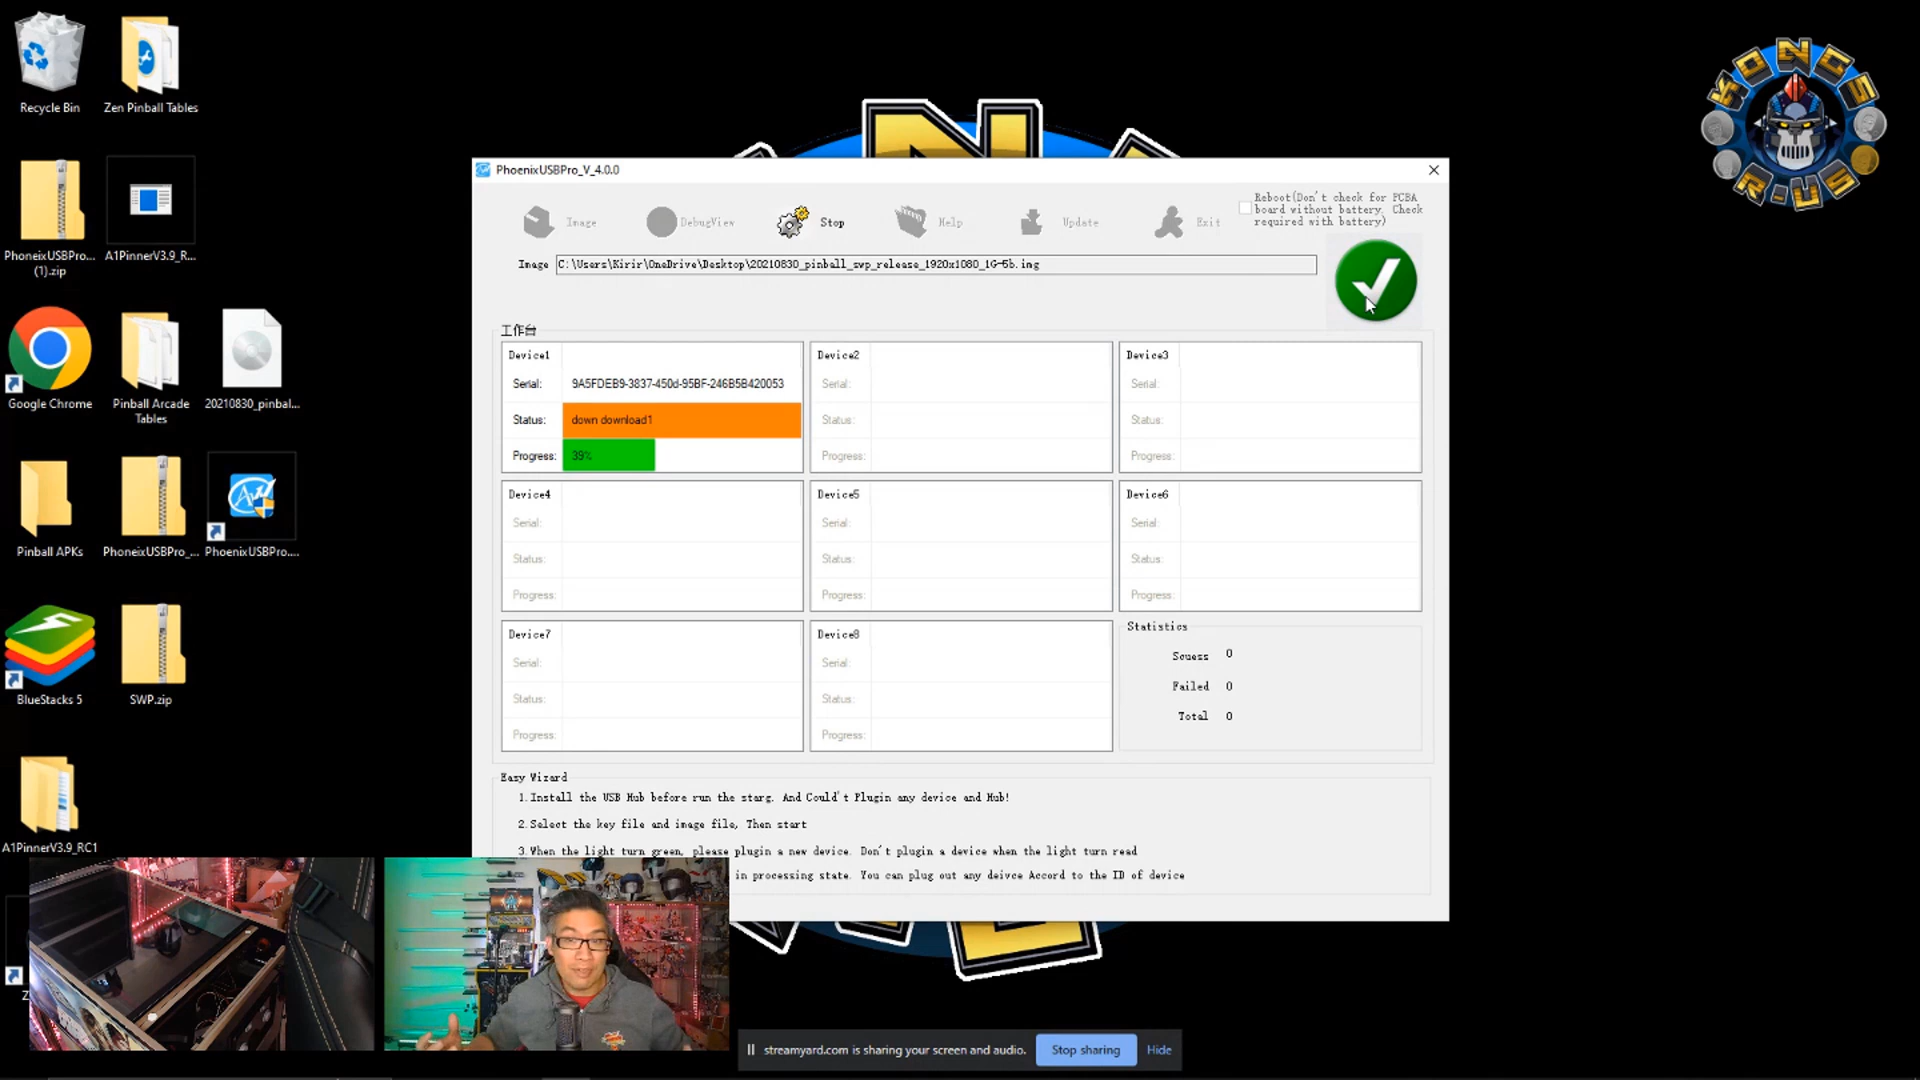 Recycle Bin
Zen Pinball Tables
PhoneixUSBPro...
(1).zip
A1PinnerV3.9_R...
Google Chrome
Pinball Arcade
Tables
20210830_pinbal...
Pinball APKs
PhoneixUSBPro_...
PhoenixUSBPro....
BlueStacks 5
SWP.zip
A1PinnerV3.9_RC1
Z
PhoenixUSBPro_V_4.0.0
Image
DebugView
Stop
Help
Update
Exit
Reboot(Don't check for PCBA
board without battery. Check
required with battery)
Image C:\Users\Kirir\OneDrive\Desktop\20210830_pinball_swp_release_1920x1080_1G-5b.img
工作台
Device1
Serial: 9A5FDEB9-3837-450d-95BF-246B5B420053
Status: down download1
Progress: 39%
Device2
Serial:
Status:
Progress:
Device3
Serial:
Status:
Progress:
Device4
Serial:
Status:
Progress:
Device5
Serial:
Status:
Progress:
Device6
Serial:
Status:
Progress:
Device7
Serial:
Status:
Progress:
Device8
Serial:
Status:
Progress:
Statistics
Scuess 0
Failed 0
Total 0
Easy Wizard
1.Install the USB Hub before run the starg. And Could't Plugin any device and Hub!
2.Select the key file and image file, Then start
3.When the light turn green, please plugin a new device. Don't plugin a device when the light turn read
in processing state. You can plug out any deivce Accord to the ID of device
streamyard.com is sharing your screen and audio.
Stop sharing
Hide